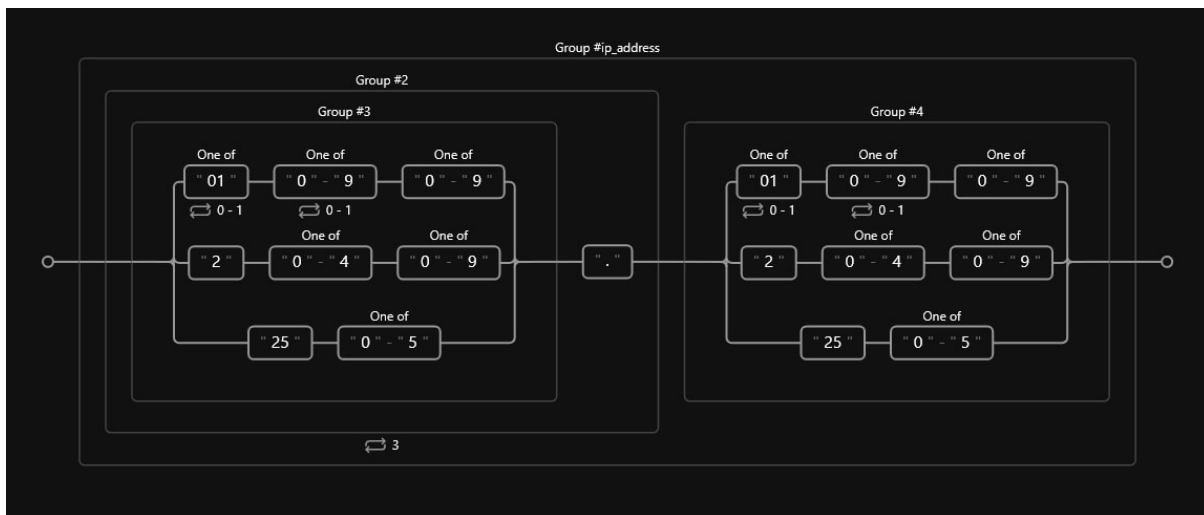 Group #ip_address
Group #2
Group #3 Group #4
One of One of One of One of One of One of
"01" "0" - "9" "0" - "9" "01" "0" - "9" "0" - "9"
0 - 1 0 - 1 0 - 1 0 - 1
One of One of One of One of
"2" "0" - "4" "0" - "9" "." "2" "0" - "4" "0" - "9"
One of One of
"25" "0" - "5" "25" "0" - "5"
3